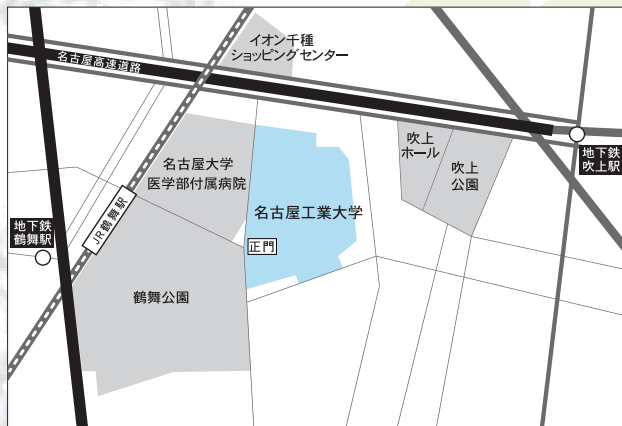 イオン千種
ショッピングセンター
名古屋高速道路
吹上
ホール
吹上
公園
地下鉄
吹上駅
名古屋大学
医学部付属病院
名古屋工業大学
JR鶴舞駅
地下鉄
鶴舞駅
正門
鶴舞公園